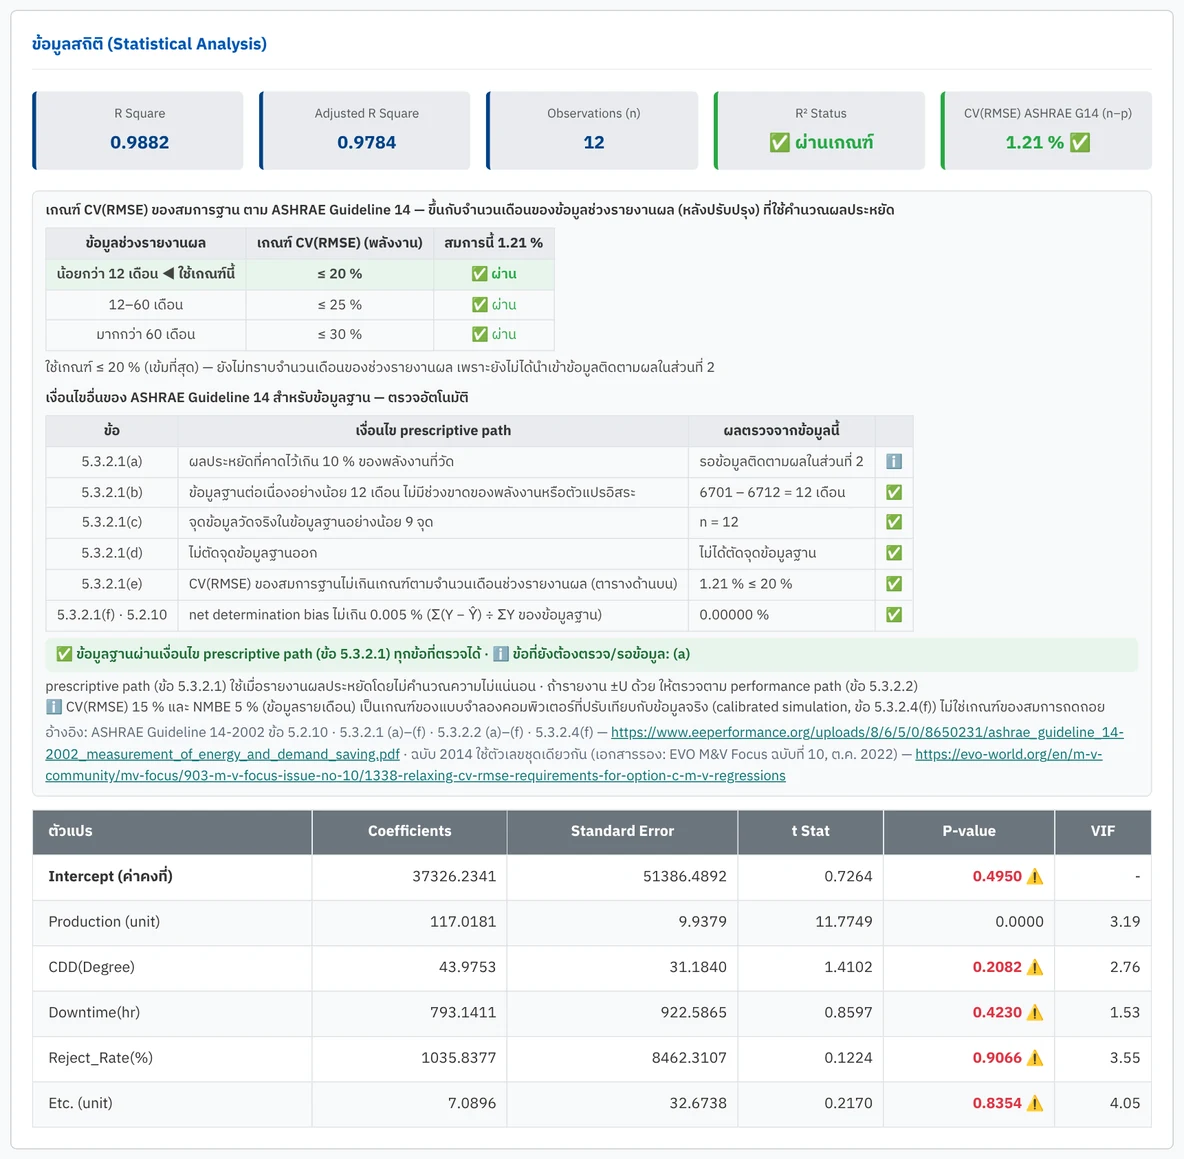 ข้อมูลสถิติ (Statistical Analysis)
R Square
0.9882
Adjusted R Square
0.9784
Observations (n)
12
R² Status
✅ ผ่านเกณฑ์
CV(RMSE) ASHRAE G14 (n−p)
1.21 % ✅
เกณฑ์ CV(RMSE) ของสมการฐาน ตาม ASHRAE Guideline 14 — ขึ้นกับจำนวนเดือนของข้อมูลช่วงรายงานผล (หลังปรับปรุง) ที่ใช้คำนวณผลประหยัด
ข้อมูลช่วงรายงานผล เกณฑ์ CV(RMSE) (พลังงาน) สมการนี้ 1.21 %
น้อยกว่า 12 เดือน ◀ ใช้เกณฑ์นี้ ≤ 20 % ✅ ผ่าน
12–60 เดือน ≤ 25 % ✅ ผ่าน
มากกว่า 60 เดือน ≤ 30 % ✅ ผ่าน
ใช้เกณฑ์ ≤ 20 % (เข้มที่สุด) — ยังไม่ทราบจำนวนเดือนของช่วงรายงานผล เพราะยังไม่ได้นำเข้าข้อมูลติดตามผลในส่วนที่ 2
เงื่อนไขอื่นของ ASHRAE Guideline 14 สำหรับข้อมูลฐาน — ตรวจอัตโนมัติ
ข้อ เงื่อนไข prescriptive path ผลตรวจจากข้อมูลนี้
5.3.2.1(a) ผลประหยัดที่คาดไว้เกิน 10 % ของพลังงานที่วัด รอข้อมูลติดตามผลในส่วนที่ 2 ℹ️
5.3.2.1(b) ข้อมูลฐานต่อเนื่องอย่างน้อย 12 เดือน ไม่มีช่วงขาดของพลังงานหรือตัวแปรอิสระ 6701 – 6712 = 12 เดือน ✅
5.3.2.1(c) จุดข้อมูลวัดจริงในข้อมูลฐานอย่างน้อย 9 จุด n = 12 ✅
5.3.2.1(d) ไม่ตัดจุดข้อมูลฐานออก ไม่ได้ตัดจุดข้อมูลฐาน ✅
5.3.2.1(e) CV(RMSE) ของสมการฐานไม่เกินเกณฑ์ตามจำนวนเดือนช่วงรายงานผล (ตารางด้านบน) 1.21 % ≤ 20 % ✅
5.3.2.1(f) · 5.2.10 net determination bias ไม่เกิน 0.005 % (Σ(Y − Ŷ) ÷ ΣY ของข้อมูลฐาน) 0.00000 % ✅
✅ ข้อมูลฐานผ่านเงื่อนไข prescriptive path (ข้อ 5.3.2.1) ทุกข้อที่ตรวจได้ · ℹ️ ข้อที่ยังต้องตรวจ/รอข้อมูล: (a)
prescriptive path (ข้อ 5.3.2.1) ใช้เมื่อรายงานผลประหยัดโดยไม่คำนวณความไม่แน่นอน · ถ้ารายงาน ±U ด้วย ให้ตรวจตาม performance path (ข้อ 5.3.2.2)
ℹ️ CV(RMSE) 15 % และ NMBE 5 % (ข้อมูลรายเดือน) เป็นเกณฑ์ของแบบจำลองคอมพิวเตอร์ที่ปรับเทียบกับข้อมูลจริง (calibrated simulation, ข้อ 5.3.2.4(f)) ไม่ใช่เกณฑ์ของสมการถดถอย
อ้างอิง: ASHRAE Guideline 14-2002 ข้อ 5.2.10 · 5.3.2.1 (a)–(f) · 5.3.2.2 (a)–(f) · 5.3.2.4(f) — https://www.eeperformance.org/uploads/8/6/5/0/8650231/ashrae_guideline_14-
2002_measurement_of_energy_and_demand_saving.pdf · ฉบับ 2014 ใช้ตัวเลขชุดเดียวกัน (เอกสารรอง: EVO M&V Focus ฉบับที่ 10, ต.ค. 2022) — https://evo-world.org/en/m-v-
community/mv-focus/903-m-v-focus-issue-no-10/1338-relaxing-cv-rmse-requirements-for-option-c-m-v-regressions
ตัวแปร Coefficients Standard Error t Stat P-value VIF
Intercept (ค่าคงที่) 37326.2341 51386.4892 0.7264 0.4950 ⚠️ -
Production (unit) 117.0181 9.9379 11.7749 0.0000 3.19
CDD(Degree) 43.9753 31.1840 1.4102 0.2082 ⚠️ 2.76
Downtime(hr) 793.1411 922.5865 0.8597 0.4230 ⚠️ 1.53
Reject_Rate(%) 1035.8377 8462.3107 0.1224 0.9066 ⚠️ 3.55
Etc. (unit) 7.0896 32.6738 0.2170 0.8354 ⚠️ 4.05